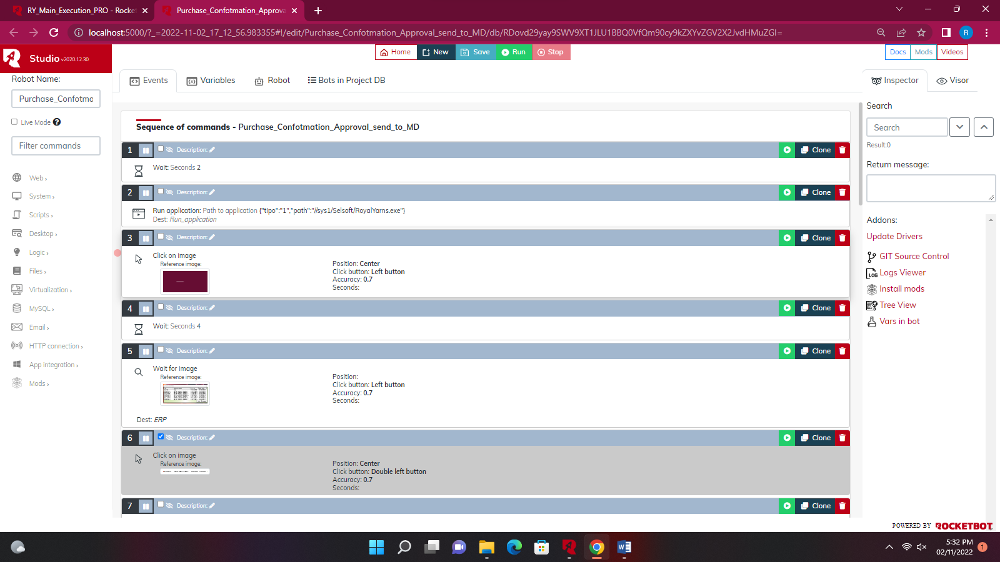 RY_Main_Execution_PRO - Rocket
Purchase_Confotmation_Approva
localhost:5000/?_=2022-11-02_17_12_56.983355#!/edit/Purchase_Confotmation_Approval_send_to_MD/db/RDovd29yay9SWV9XT1JLU1BBQ0VfQm90cy9kZXYvZGV2X2JvdHMuZGI=
R
Studio v2020.12.30
Home New Save Run Stop
Docs Mods Videos
Robot Name:
Purchase_Confotma
Live Mode ?
Filter commands
Web ›
System ›
Scripts ›
Desktop ›
Logic ›
Files ›
Virtualization ›
MySQL ›
Email ›
HTTP connection ›
App integration ›
Mods ›
Events Variables Robot Bots in Project DB
Sequence of commands - Purchase_Confotmation_Approval_send_to_MD
1 Description: Clone
Wait: Seconds 2
2 Description: Clone
Run application: Path to application {"tipo":"1","path":"//sys1/Selsoft/RoyalYarns.exe"}
Dest: Run_application
3 Description: Clone
Click on image
Reference image:
Position: Center
Click button: Left button
Accuracy: 0.7
Seconds:
4 Description: Clone
Wait: Seconds 4
5 Description: Clone
Wait for image
Reference image:
Position:
Click button: Left button
Accuracy: 0.7
Seconds:
Dest: ERP
6 Description: Clone
Click on image
Reference image:
Position: Center
Click button: Double left button
Accuracy: 0.7
Seconds:
7 Description: Clone
Inspector Visor
Search
Search
Result:0
Return message:
Addons:
Update Drivers
GIT Source Control
LOG Logs Viewer
Install mods
Tree View
Vars in bot
POWERED BY ROCKETBOT
5:32 PM
02/11/2022
1